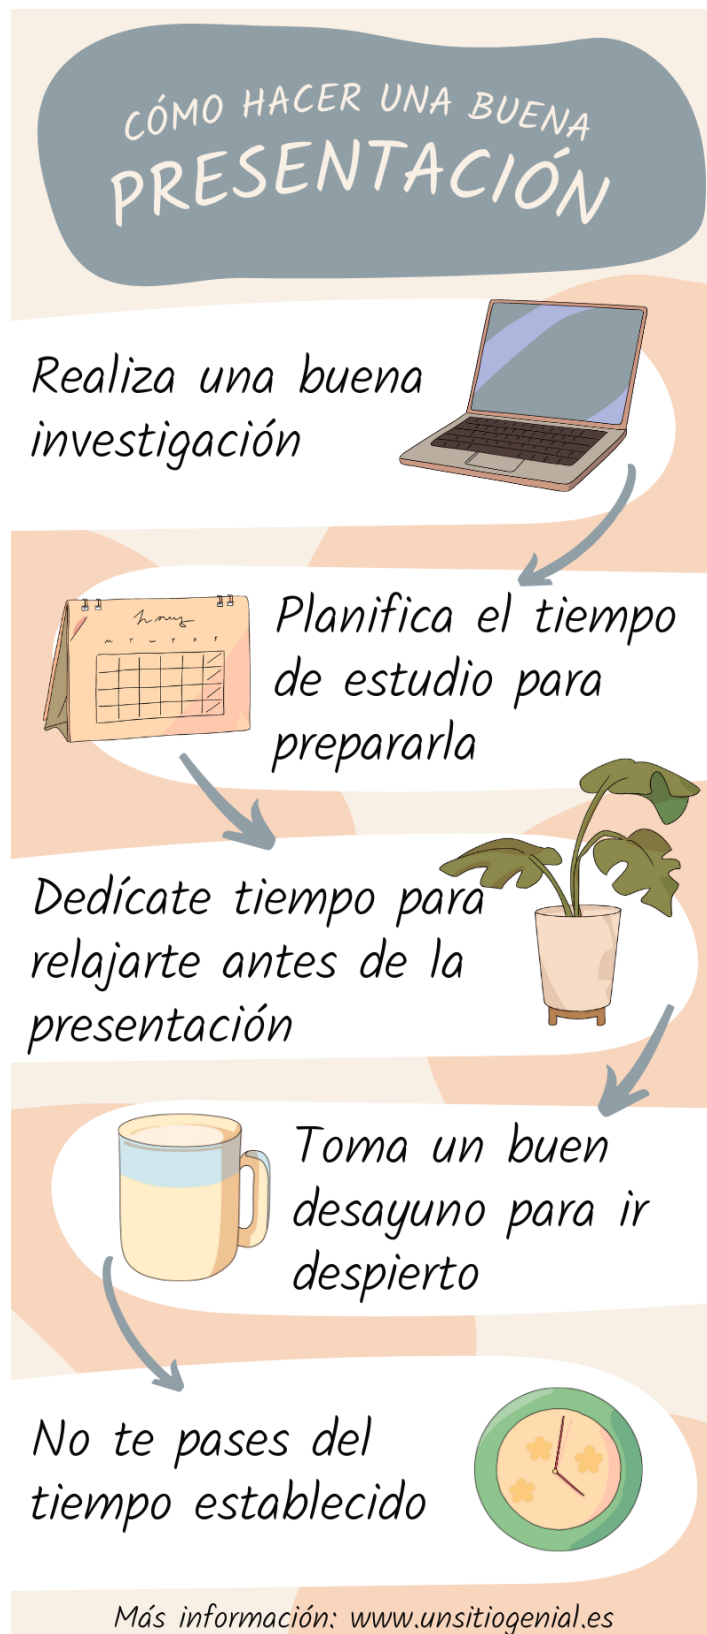 CÓMO HACER UNA BUENA
PRESENTACIÓN
Realiza una buena
investigación
Planifica el tiempo
de estudio para
prepararla
Dedícate tiempo para
relajarte antes de la
presentación
Toma un buen
desayuno para ir
despierto
No te pases del
tiempo establecido
Más información: www.unsitiogenial.es